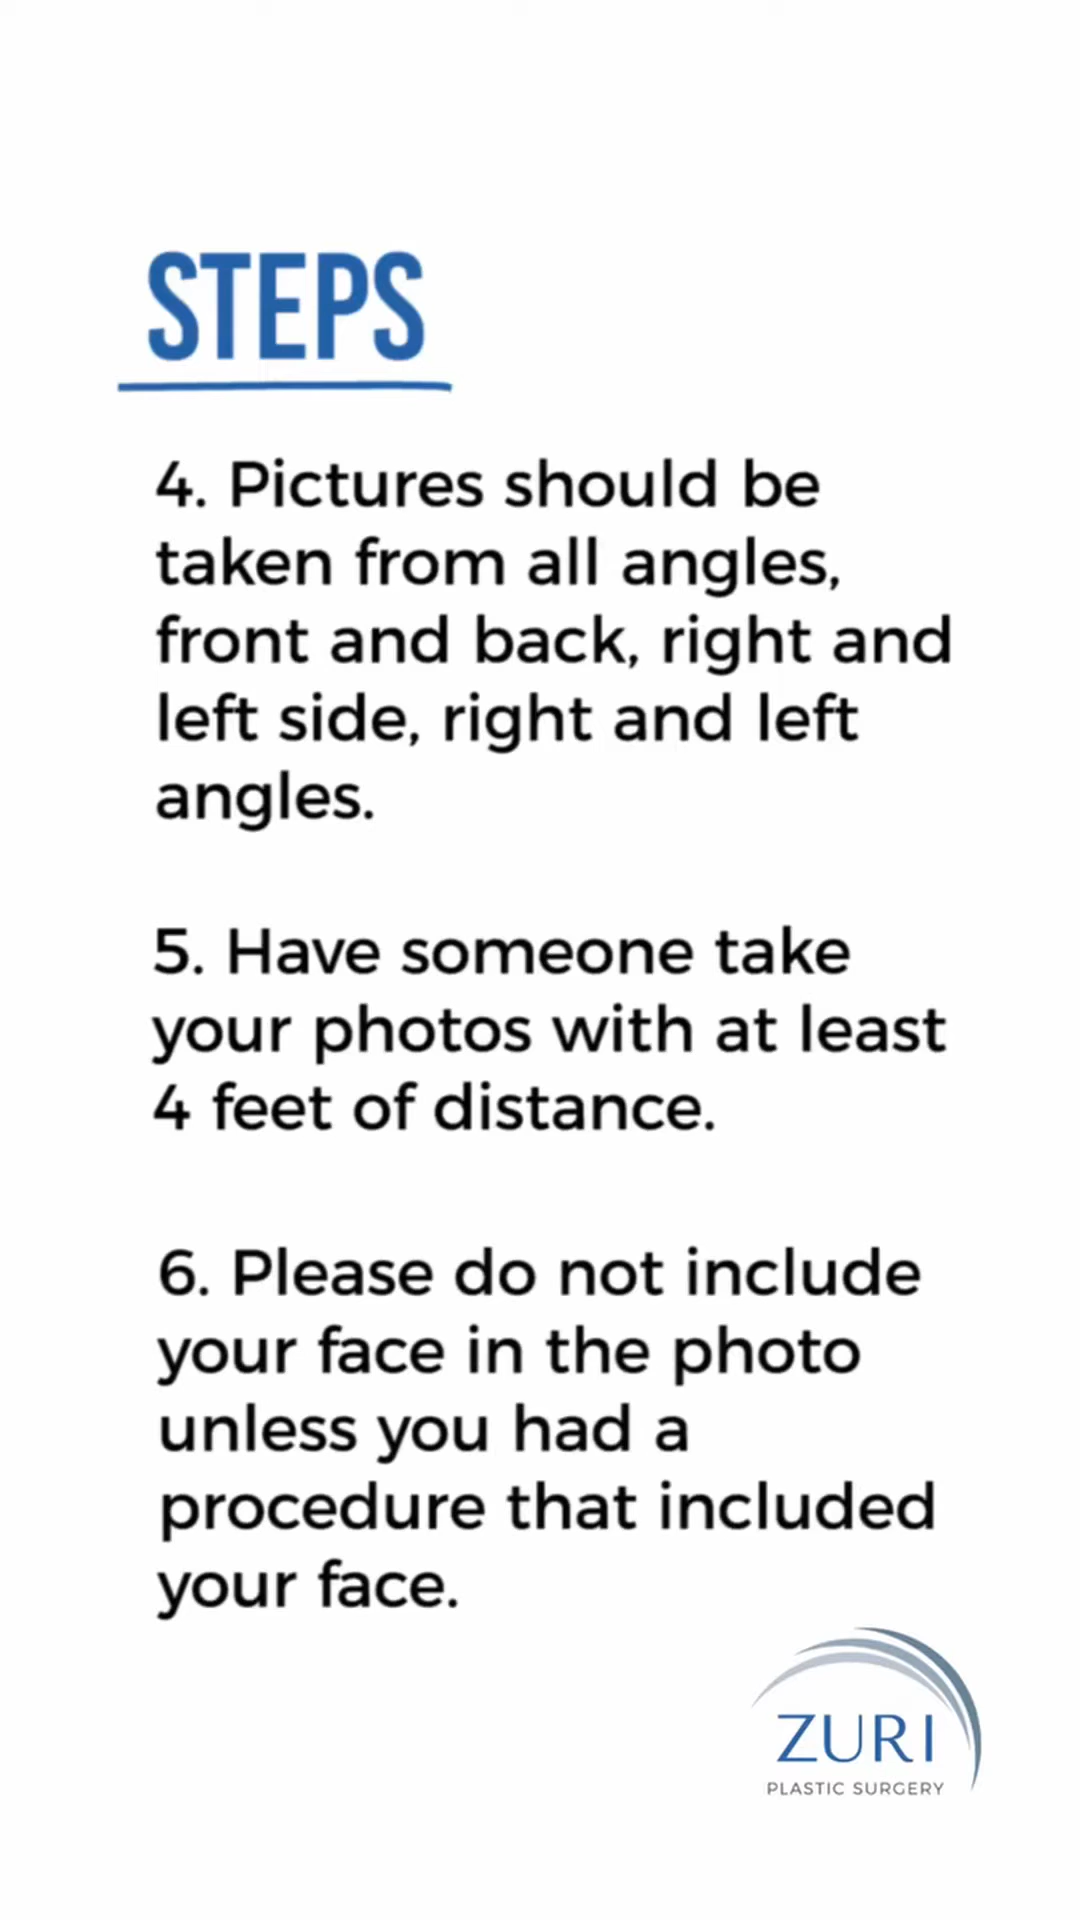 STEPS
4. Pictures should be
taken from all angles,
front and back, right and
left side, right and left
angles.
5. Have someone take
your photos with at least
4 feet of distance.
6. Please do not include
your face in the photo
unless you had a
procedure that included
your face.
ZURI
PLASTIC SURGERY